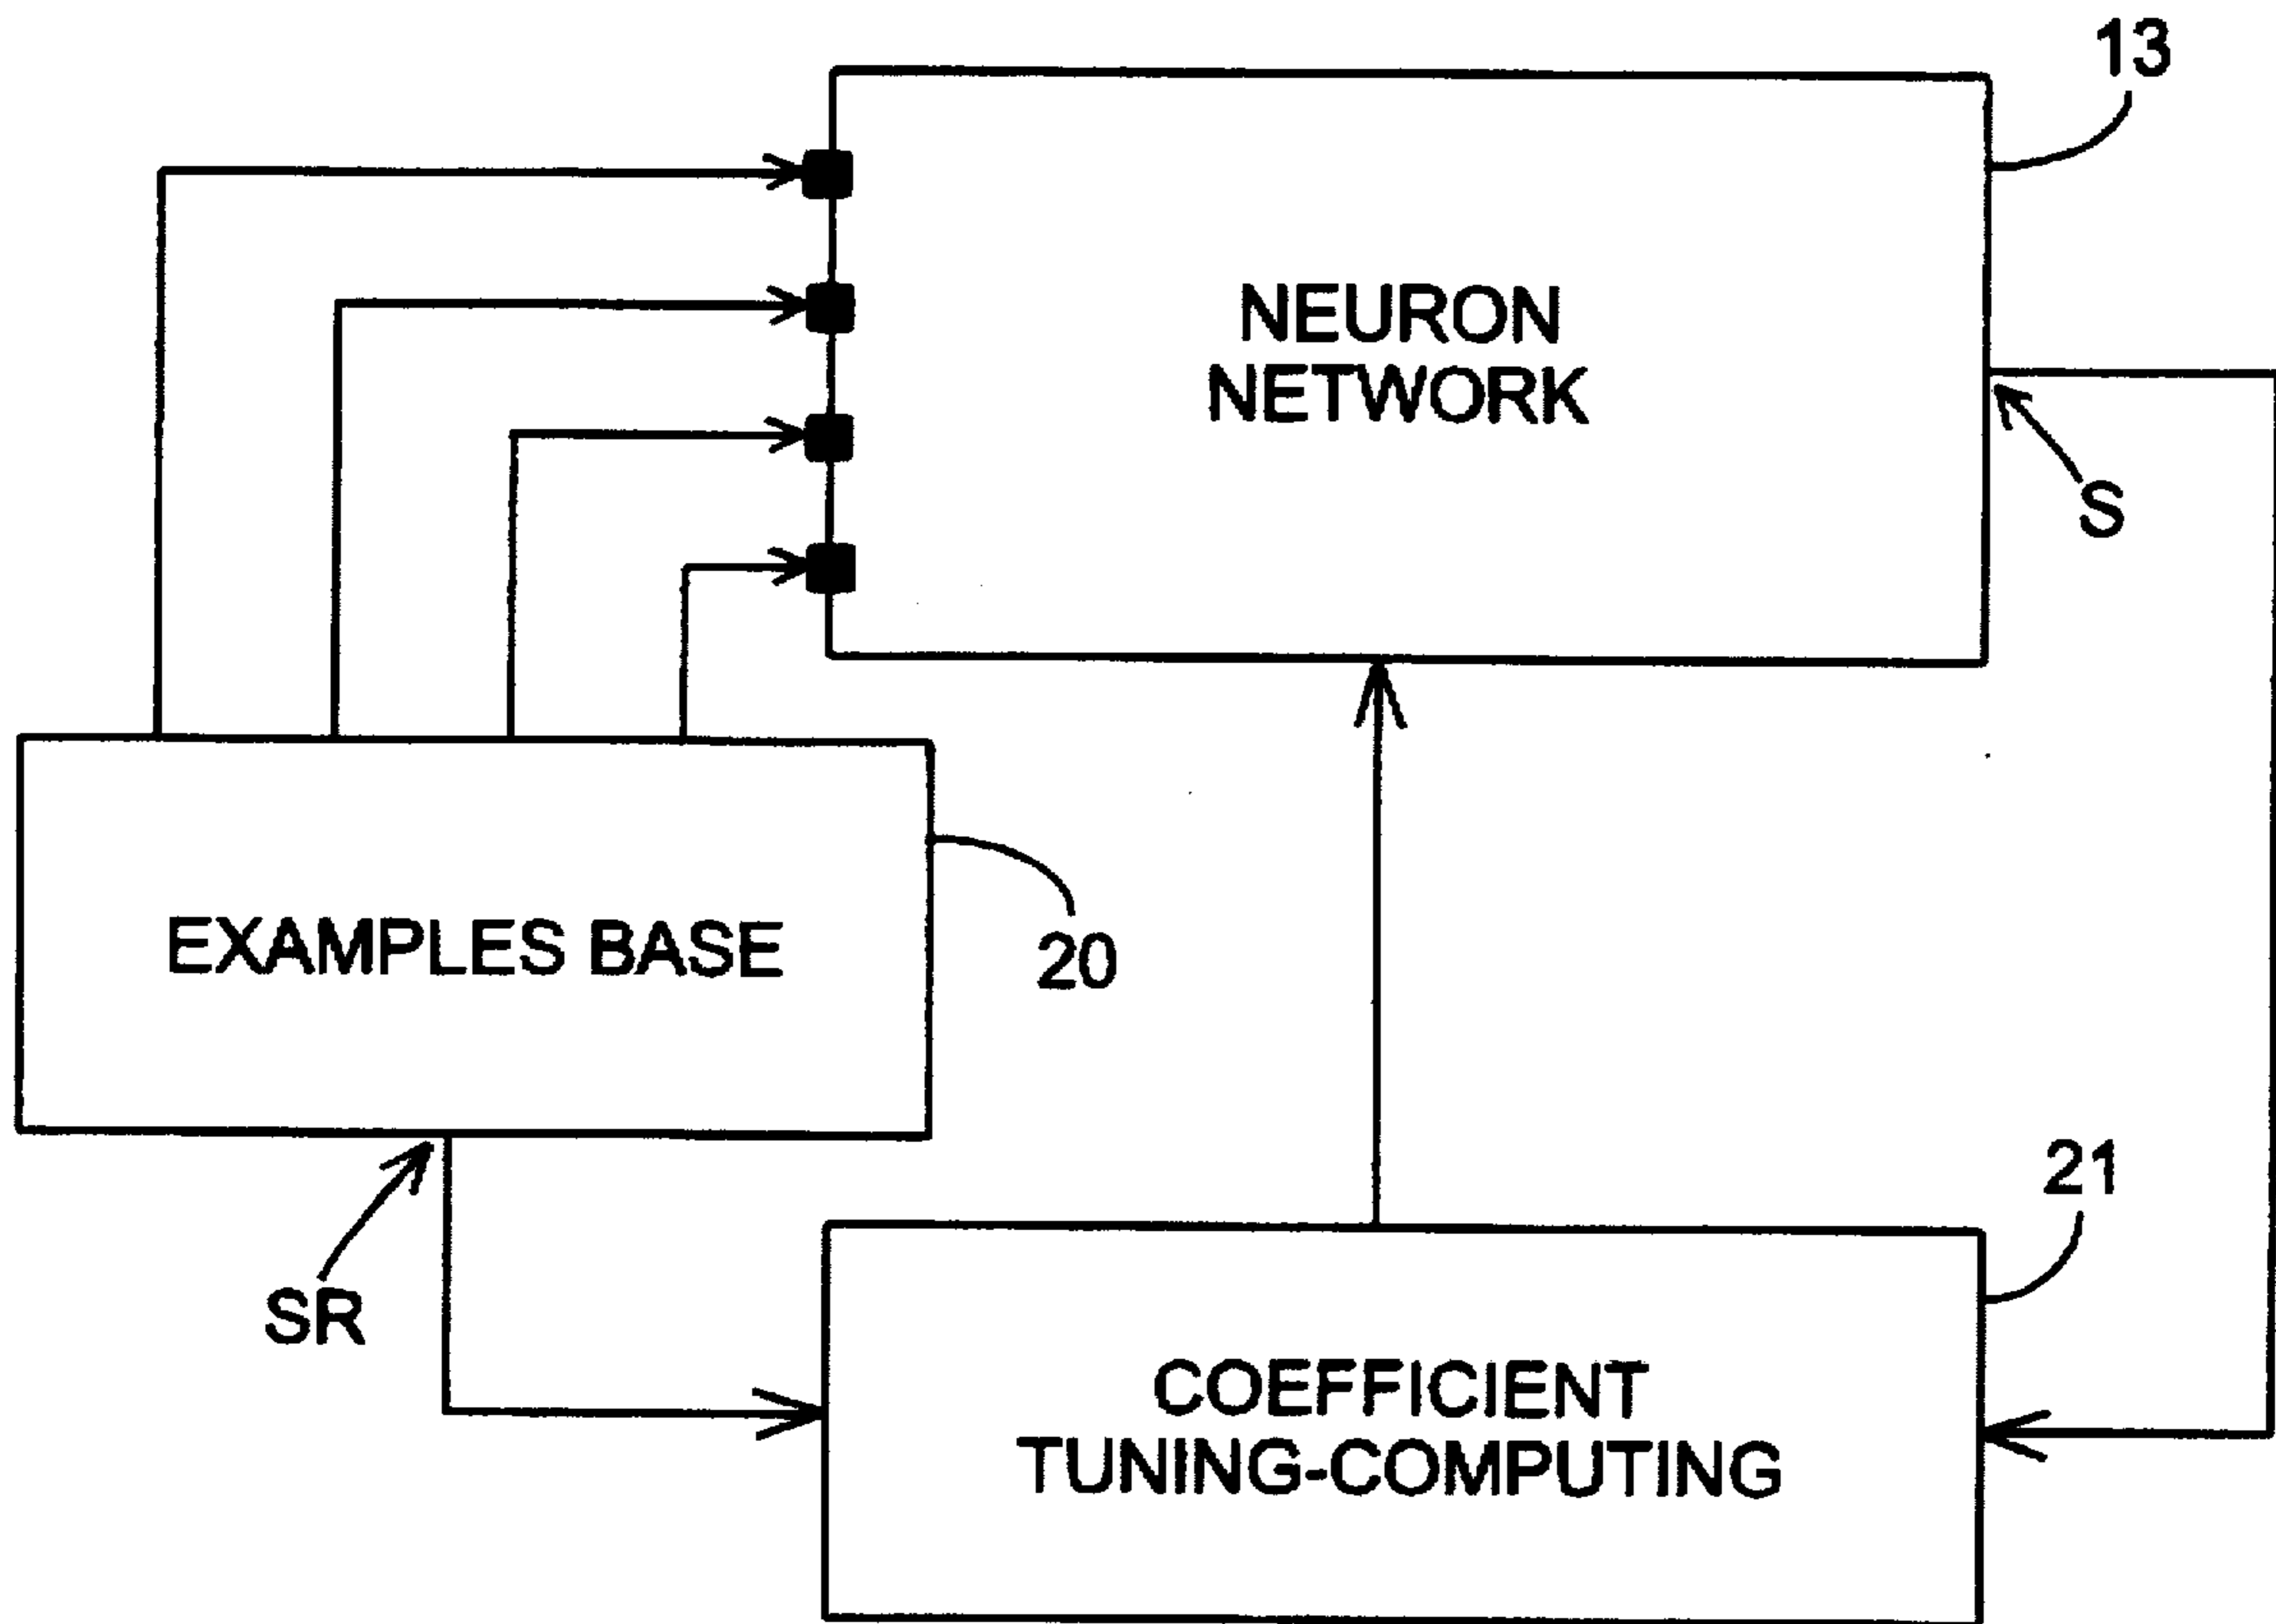 13
NEURON
NETWORK
S
EXAMPLES BASE
20
21
SR
COEFFICIENT
TUNING-COMPUTING